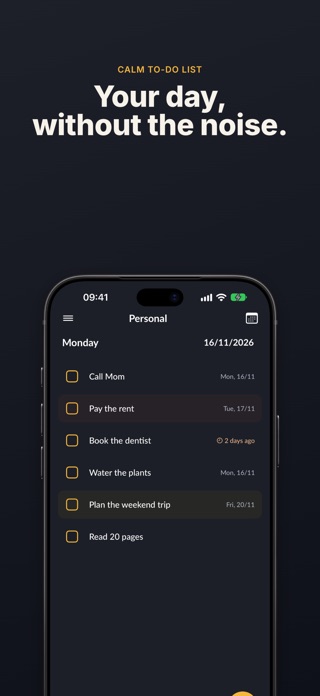 CALM TO-DO LIST
Your day,
without the noise.
09:41
Personal
Monday 16/11/2026
Call Mom Mon, 16/11
Pay the rent Tue, 17/11
Book the dentist 2 days ago
Water the plants Mon, 16/11
Plan the weekend trip Fri, 20/11
Read 20 pages